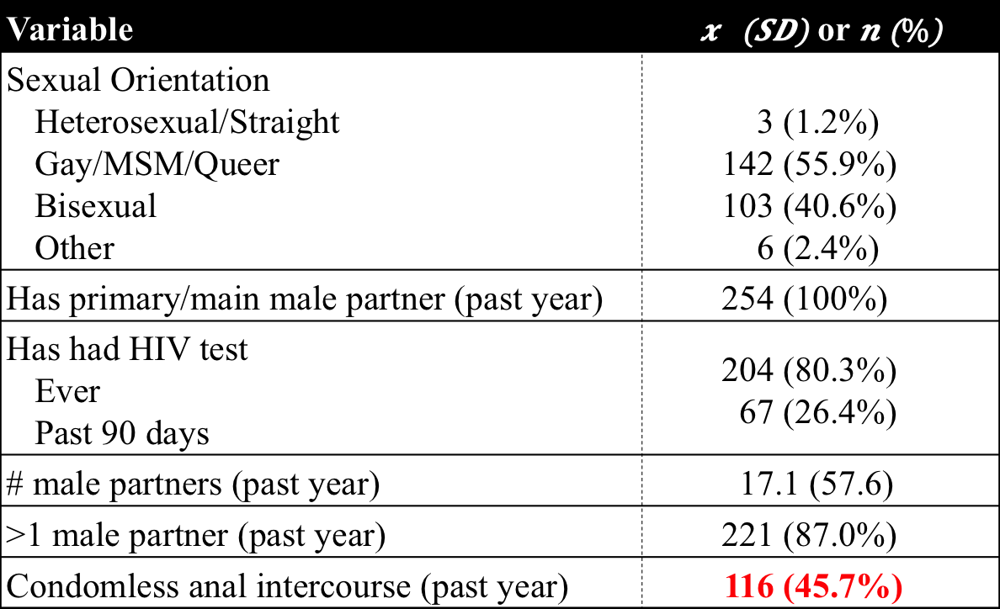 Variable x (SD) or n (%)
Sexual Orientation
Heterosexual/Straight 3 (1.2%)
Gay/MSM/Queer 142 (55.9%)
Bisexual 103 (40.6%)
Other 6 (2.4%)
Has primary/main male partner (past year) 254 (100%)
Has had HIV test
204 (80.3%)
Ever
67 (26.4%)
Past 90 days
# male partners (past year) 17.1 (57.6)
>1 male partner (past year) 221 (87.0%)
Condomless anal intercourse (past year) 116 (45.7%)